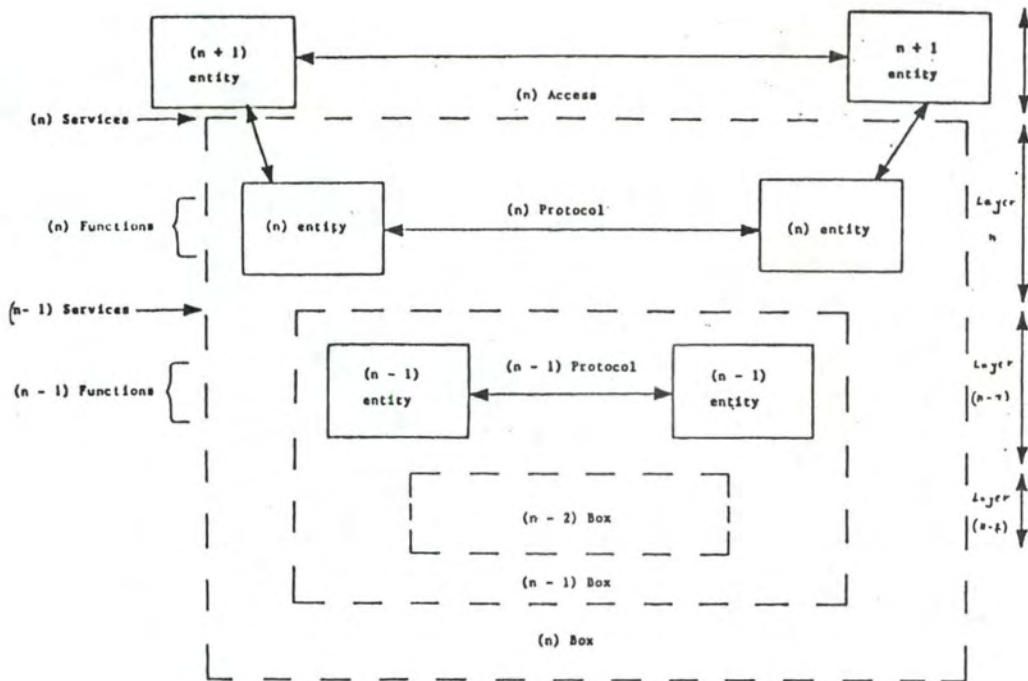 (n + 1)
entity
n + 1
entity
(n) Access
(n) Services
(n) Functions
(n) entity
(n) Protocol
(n) entity
Layer
n
(n- 1) Services
(n - 1) Functions
(n - 1)
entity
(n - 1) Protocol
(n - 1)
entity
Layer
(n - 2) Box
Layer
(n - 1) Box
(n) Box